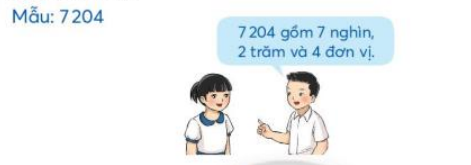 Mẫu: 7 204
7 204 gồm 7 nghìn,
2 trăm và 4 đơn vị.